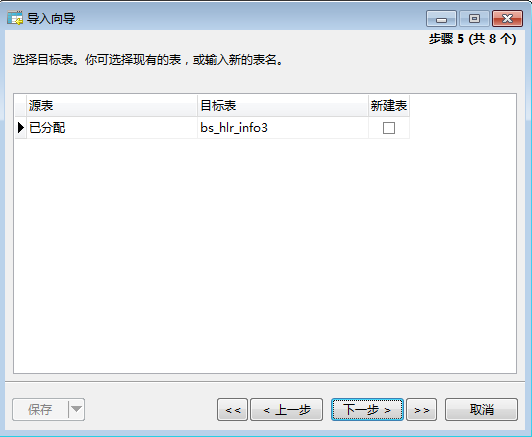 导入向导
步骤 5 (共 8 个)
选择目标表。你可选择现有的表，或输入新的表名。
源表 目标表 新建表
已分配 bs_hlr_info3
保存 << < 上一步 下一步 > >> 取消